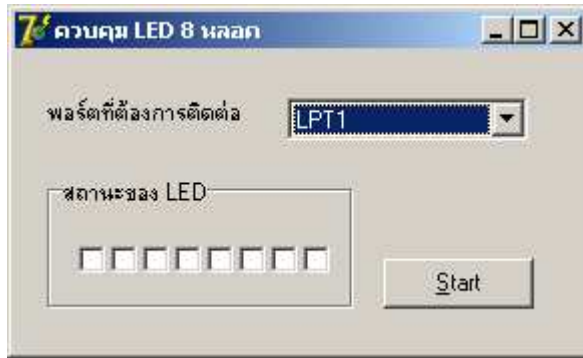 ควบคุม LED 8 หลอด
พอร์ตที่ต้องการติดต่อ
LPT1
สถานะของ LED
Start